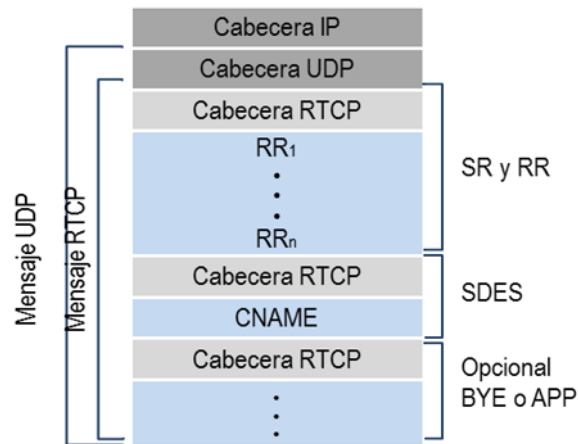 Cabecera IP
Cabecera UDP
Cabecera RTCP
RR1
RRn
SR y RR
Cabecera RTCP
CNAME
SDES
Cabecera RTCP
Opcional
BYE o APP
Mensaje UDP
Mensaje RTCP